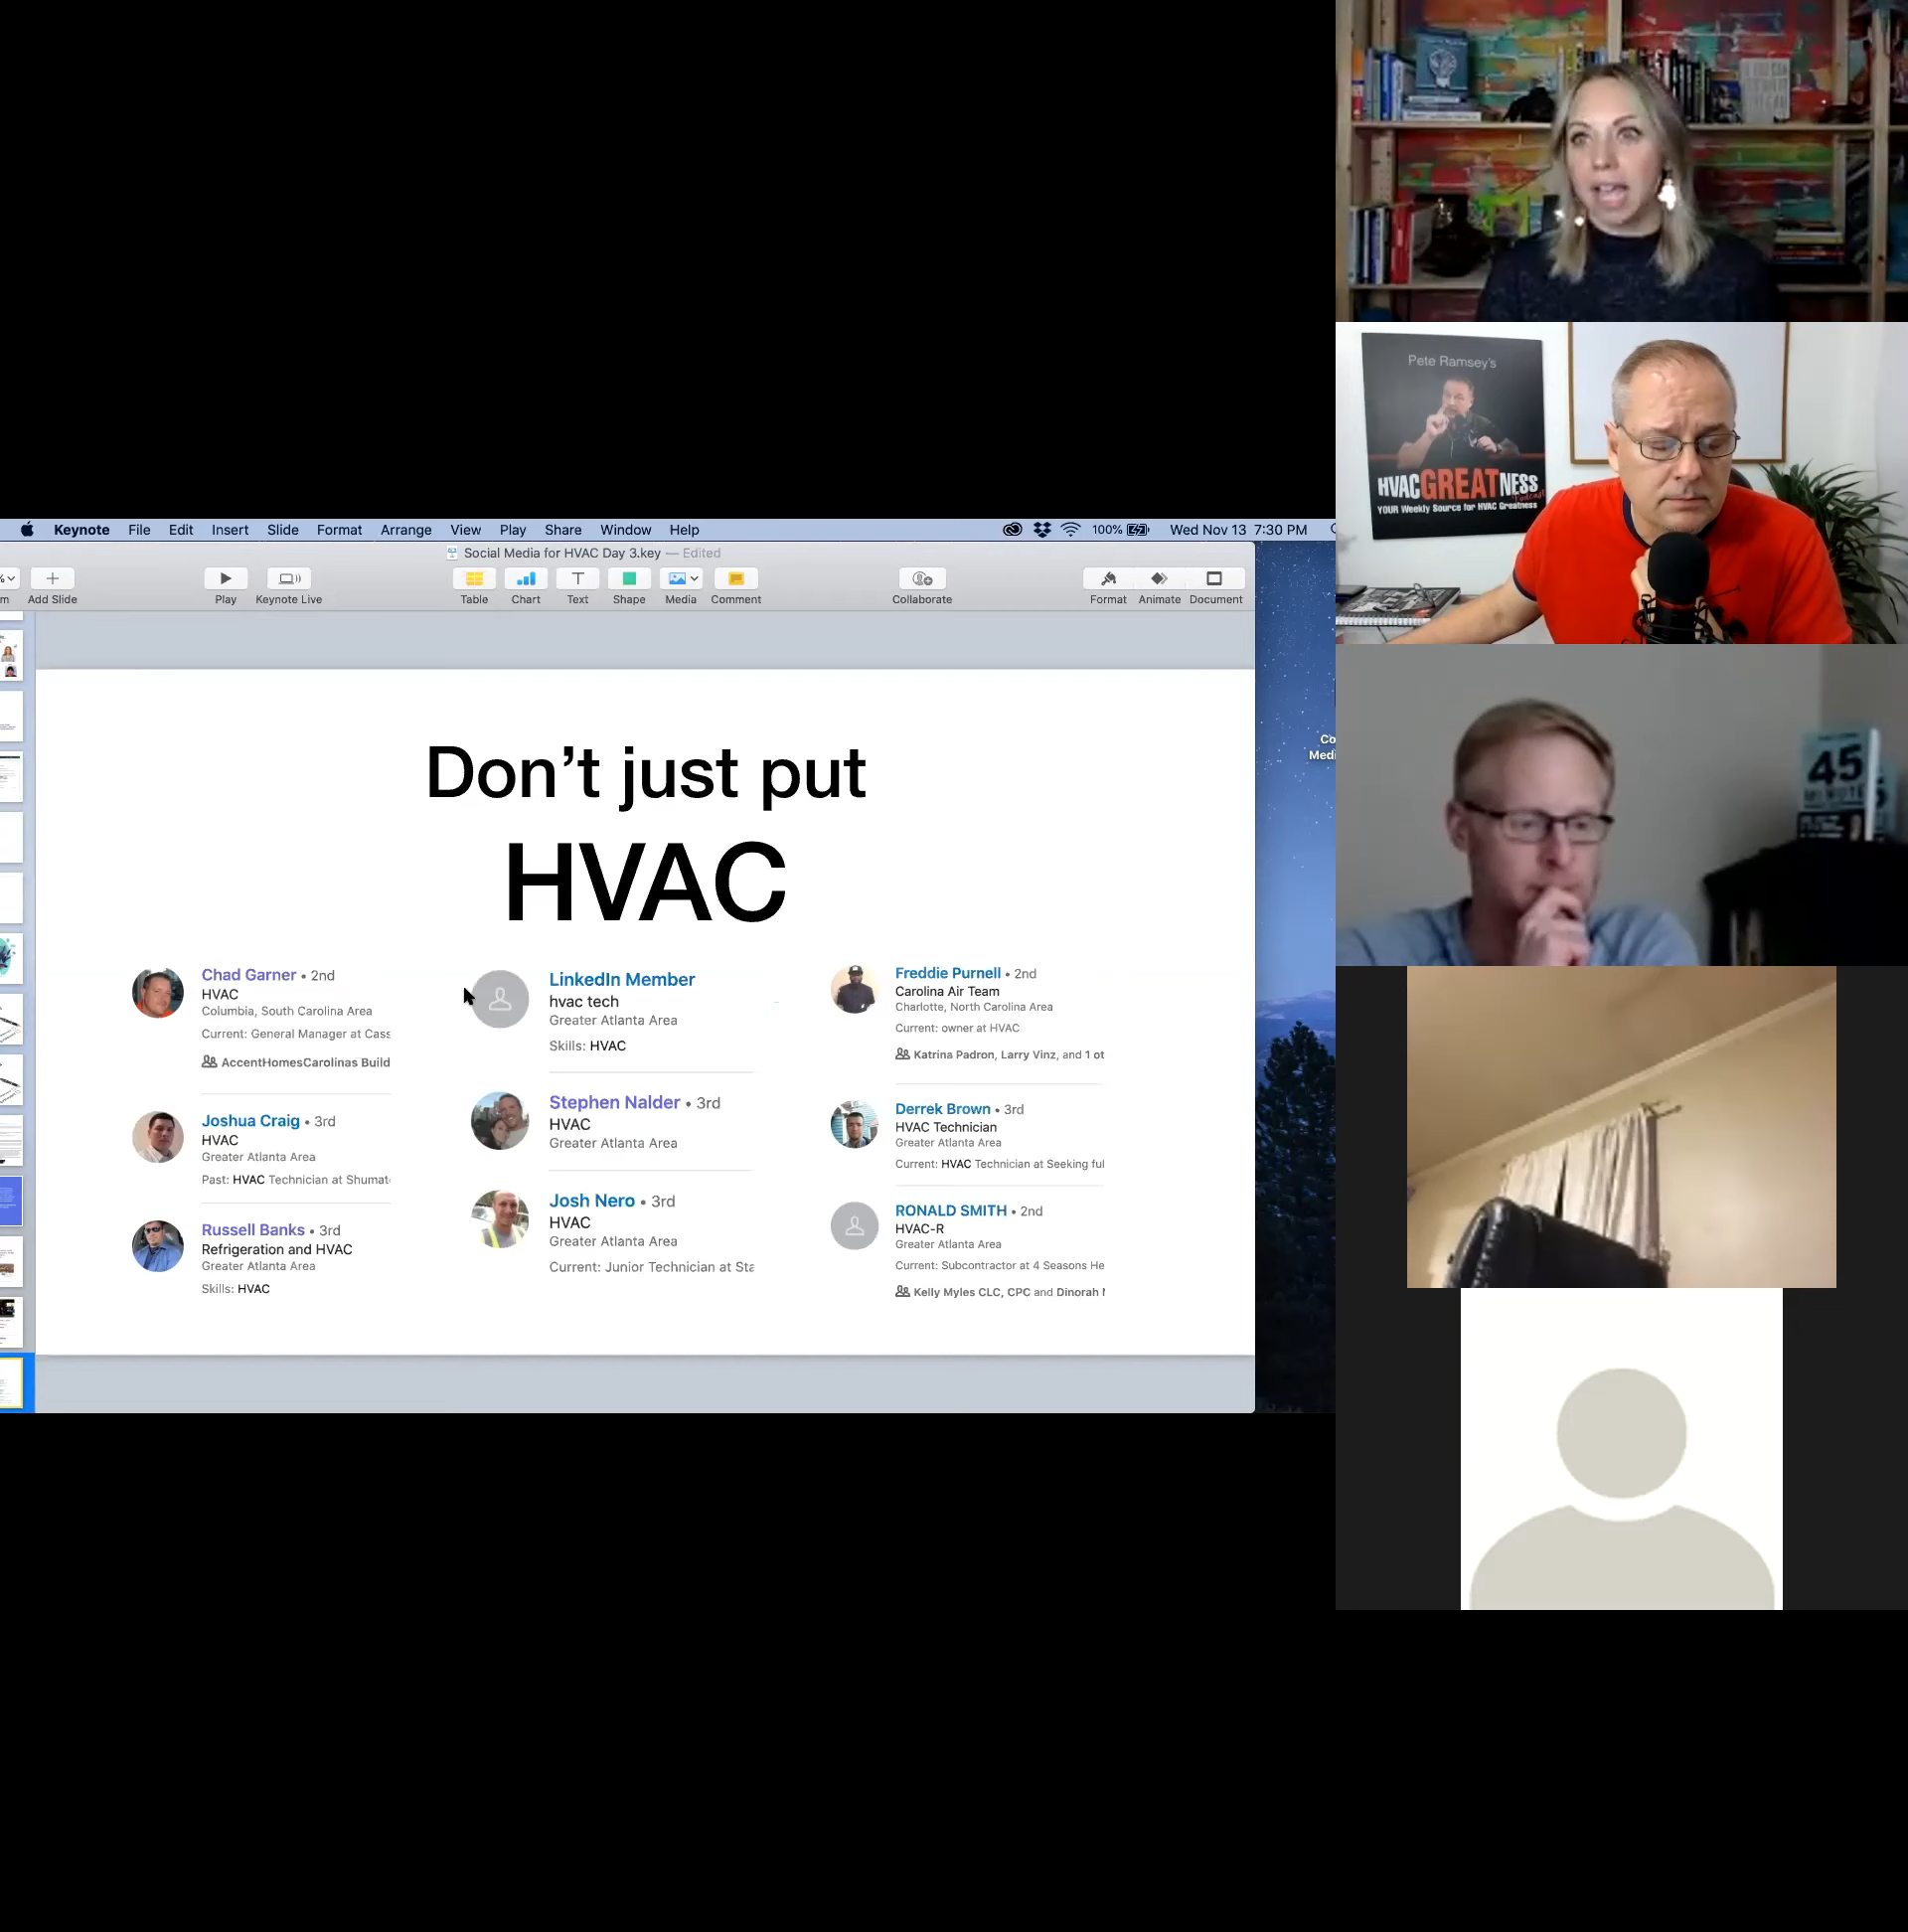 Keynote File Edit Insert Slide Format Arrange View Play Share Window Help 100% Wed Nov 13 7:30 PM
Social Media for HVAC Day 3.key — Edited
Add Slide Play Keynote Live Table Chart Text Shape Media Comment Collaborate Format Animate Document
Don't just put
HVAC
Chad Garner • 2nd
HVAC
Columbia, South Carolina Area
Current: General Manager at Cass
AccentHomesCarolinas Build
Joshua Craig • 3rd
HVAC
Greater Atlanta Area
Past: HVAC Technician at Shumat
Russell Banks • 3rd
Refrigeration and HVAC
Greater Atlanta Area
Skills: HVAC
LinkedIn Member
hvac tech
Greater Atlanta Area
Skills: HVAC
Stephen Nalder • 3rd
HVAC
Greater Atlanta Area
Josh Nero • 3rd
HVAC
Greater Atlanta Area
Current: Junior Technician at Sta
Freddie Purnell • 2nd
Carolina Air Team
Charlotte, North Carolina Area
Current: owner at HVAC
Katrina Padron, Larry Vinz, and 1 ot
Derrek Brown • 3rd
HVAC Technician
Greater Atlanta Area
Current: HVAC Technician at Seeking ful
RONALD SMITH • 2nd
HVAC-R
Greater Atlanta Area
Current: Subcontractor at 4 Seasons He
Kelly Myles CLC, CPC and Dinorah
Co
Medi
Pete Ramsey's
HVACGREATNESS
Podcast
YOUR Weekly Source for HVAC Greatness
45